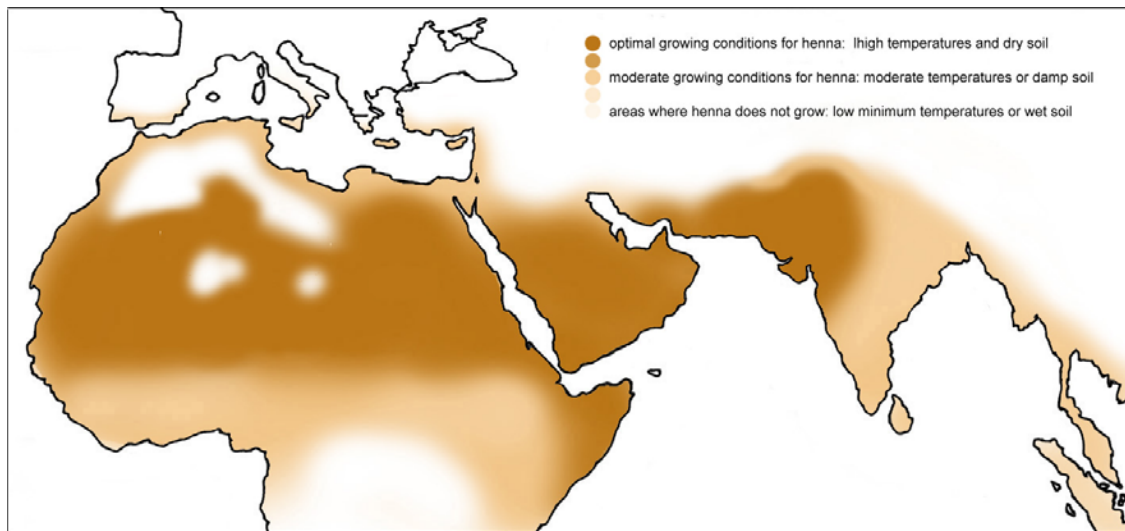 optimal growing conditions for henna:  lhigh temperatures and dry soil
moderate growing conditions for henna: moderate temperatures or damp soil
areas where henna does not grow: low minimum temperatures or wet soil